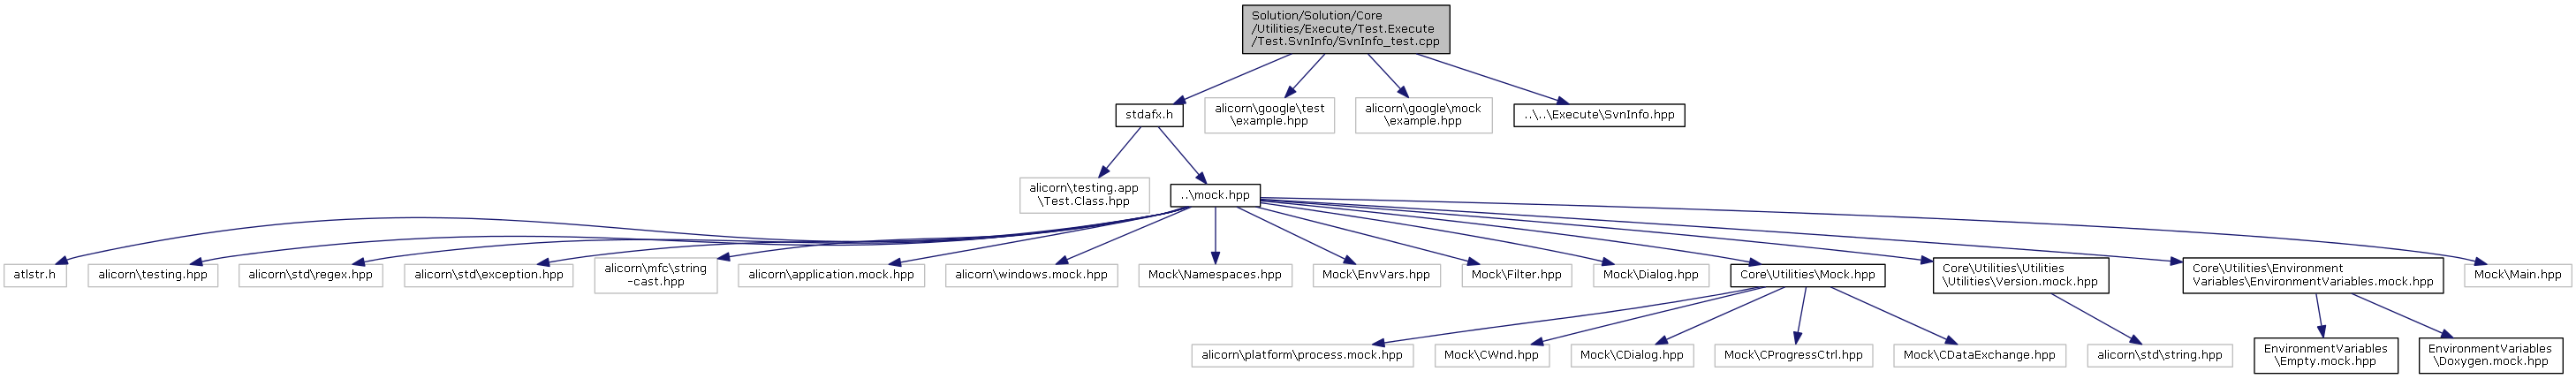 Solution/Solution/Core
/Utilities/Execute/Test.Execute
/Test.SvnInfo/SvnInfo_test.cpp
stdafx.h
alicorn\google\test
\example.hpp
alicorn\google\mock
\example.hpp
..\..\Execute\SvnInfo.hpp
alicorn\testing.app
\Test.Class.hpp
..\mock.hpp
atlstr.h
alicorn\testing.hpp
alicorn\std\regex.hpp
alicorn\std\exception.hpp
alicorn\mfc\string
-cast.hpp
alicorn\application.mock.hpp
alicorn\windows.mock.hpp
Mock\Namespaces.hpp
Mock\EnvVars.hpp
Mock\Filter.hpp
Mock\Dialog.hpp
Core\Utilities\Mock.hpp
Core\Utilities\Utilities
\Utilities\Version.mock.hpp
Core\Utilities\Environment
Variables\EnvironmentVariables.mock.hpp
Mock\Main.hpp
alicorn\platform\process.mock.hpp
Mock\CWnd.hpp
Mock\CDialog.hpp
Mock\CProgressCtrl.hpp
Mock\CDataExchange.hpp
alicorn\std\string.hpp
EnvironmentVariables
\Empty.mock.hpp
EnvironmentVariables
\Doxygen.mock.hpp